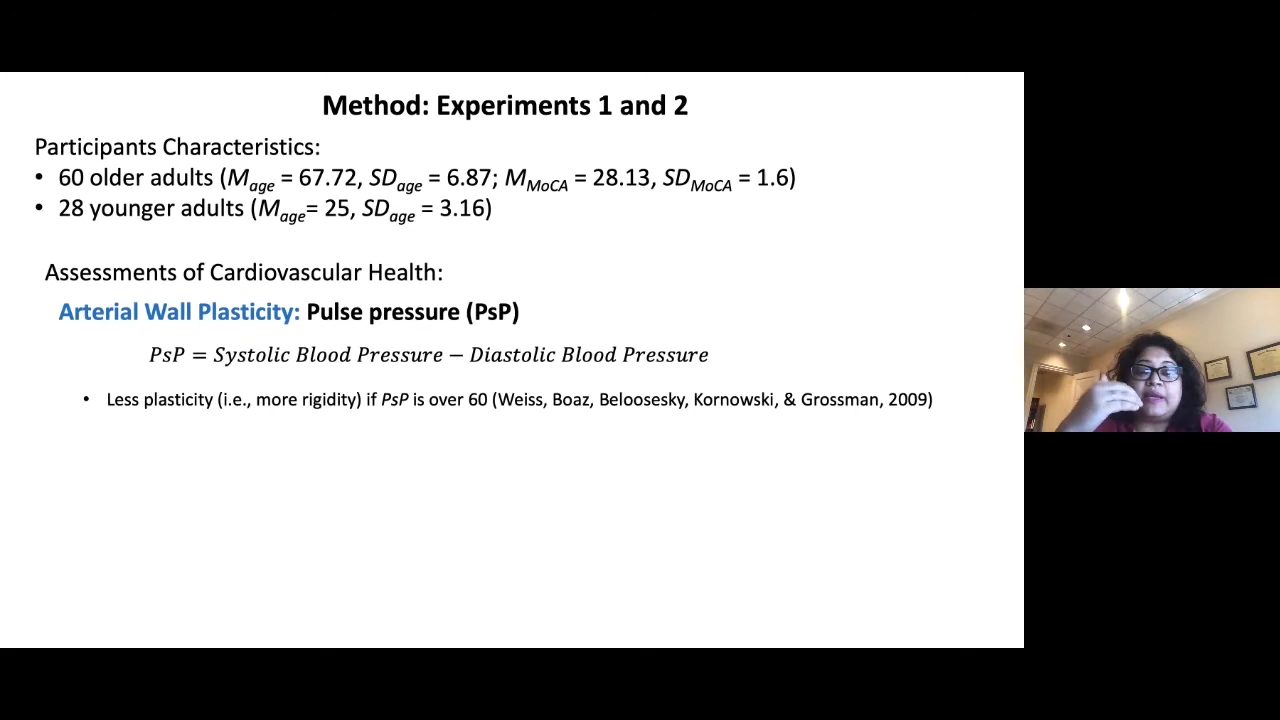 Method: Experiments 1 and 2
Participants Characteristics:
• 60 older adults (Mage = 67.72, SDage = 6.87; MMoCA = 28.13, SDMoCA = 1.6)
• 28 younger adults (Mage= 25, SDage = 3.16)
Assessments of Cardiovascular Health:
Arterial Wall Plasticity: Pulse pressure (PsP)
PsP = Systolic Blood Pressure − Diastolic Blood Pressure
• Less plasticity (i.e., more rigidity) if PsP is over 60 (Weiss, Boaz, Beloosesky, Kornowski, & Grossman, 2009)